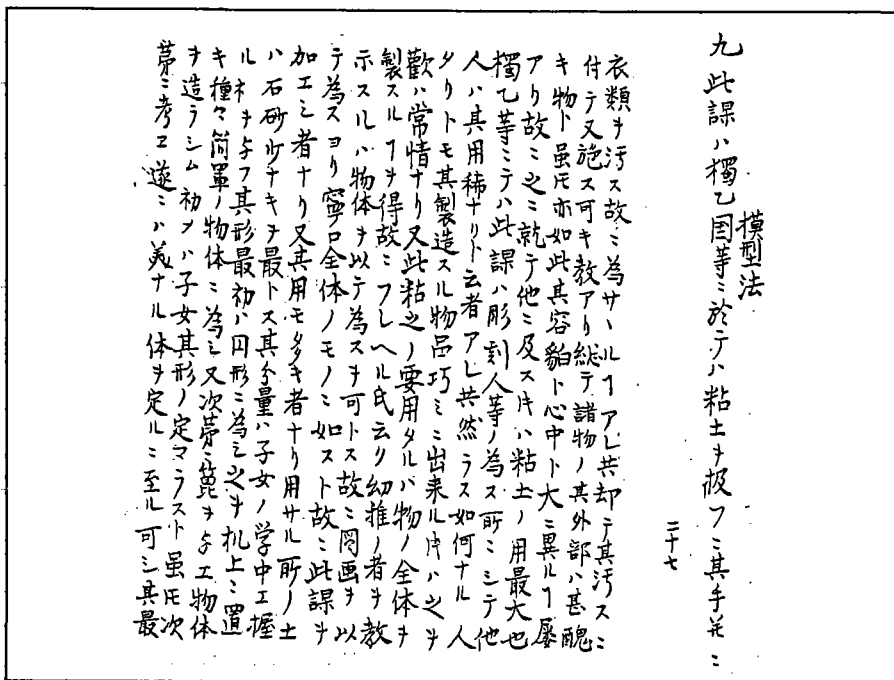 模型法
九此課ハ獨乙国等ニ於テハ粘土ヲ扱フニ其手並ニ
二十七
衣類ヲ汚ス故ニ為サヽルヿアレ共却テ其汚スニ
付テ又施ス可キ教アリ総テ諸物ノ其外部ハ甚醜
キ物ト雖𪜈亦如此其容貌ト心中ト大ニ異ルヿ屡
アリ故ニ之ニ就テ他ニ及ス片ハ粘土ノ用最大也
獨乙等ニテハ此課ハ彫刻人等ノ為ス所ニシテ他
人ハ其用稀ナリト云者アレ共然ラス如何ナル人
タリトモ其製造スル物品巧ミニ出来ル片ハ之ヲ
歡ハ常情ナリ又此粘土ノ要用タルハ物ノ全体ヲ
製スルヿヲ得故ニフレヘル氏云ク幼稚ノ者ヲ教
示スルハ物体ヲ以テ為スヲ可トス故ニ図画ヲ以
テ為スヨリ寧ロ全体ノモノニ如スト故ニ此課ヲ
加エシ者ナリ又其用モ多キ者ナリ用サル所ノ土
ハ石砂少ナキヲ最トス其分量ハ子女ノ掌中エ握
ル程ヲ与フ其形最初ハ円形ニ為シ之ヲ机上ニ置
キ種々簡単ノ物体ニ為シ又次第ニ箆ヲ与エ物体
ヲ造ラシム初メハ子女其形ノ定マラスト雖𪜈次
第ニ考エ遂ニハ美ナル体ヲ定ルニ至ル可シ其最